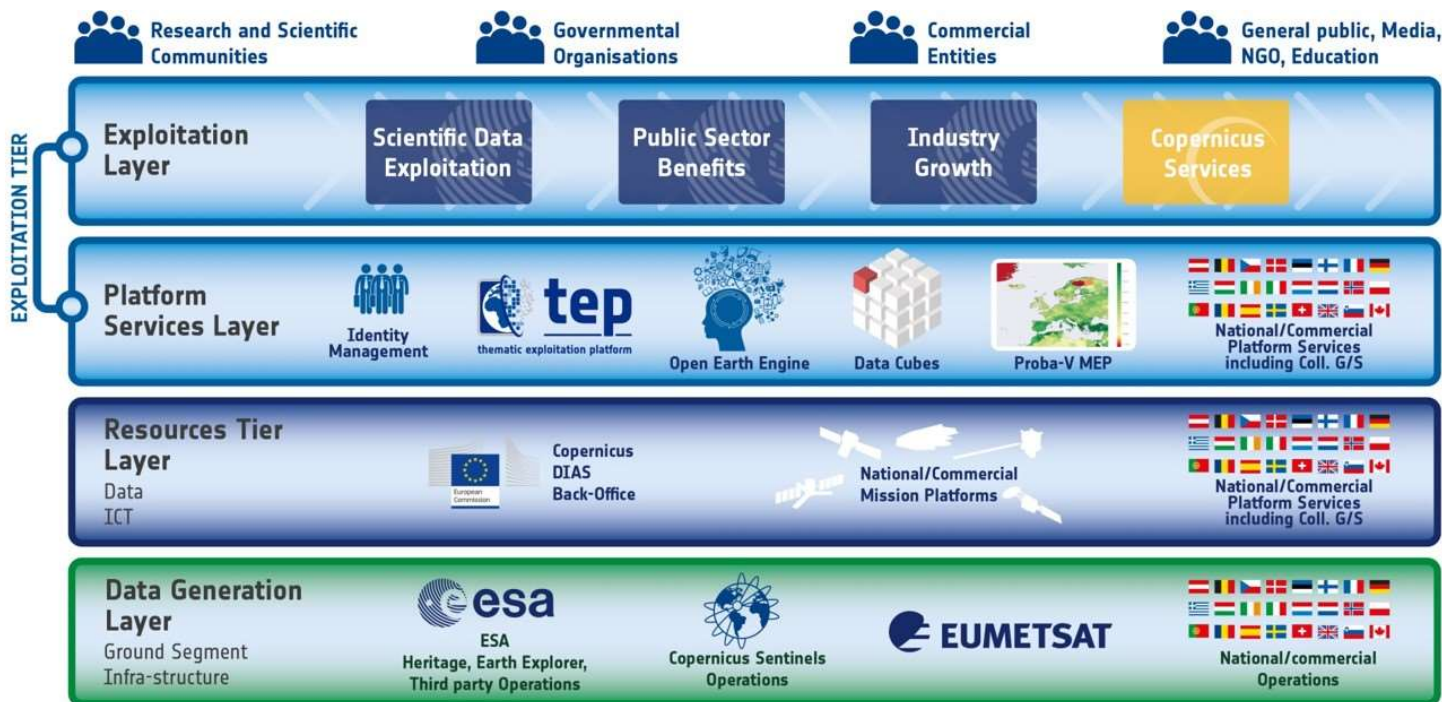 Research and Scientific
Communities
Governmental
Organisations
Commercial
Entities
General public, Media,
NGO, Education
EXPLOITATION TIER
Exploitation
Layer
Scientific Data
Exploitation
Public Sector
Benefits
Industry
Growth
Copernicus
Services
Platform
Services Layer
Identity
Management
tep
thematic exploitation platform
Open Earth Engine
Data Cubes
Proba-V MEP
National/Commercial
Platform Services
including Coll. G/S
Resources Tier
Layer
Data
ICT
European
Commission
Copernicus
DIAS
Back-Office
National/Commercial
Mission Platforms
National/Commercial
Platform Services
including Coll. G/S
Data Generation
Layer
Ground Segment
Infra-structure
esa
ESA
Heritage, Earth Explorer,
Third party Operations
Copernicus Sentinels
Operations
EUMETSAT
National/commercial
Operations